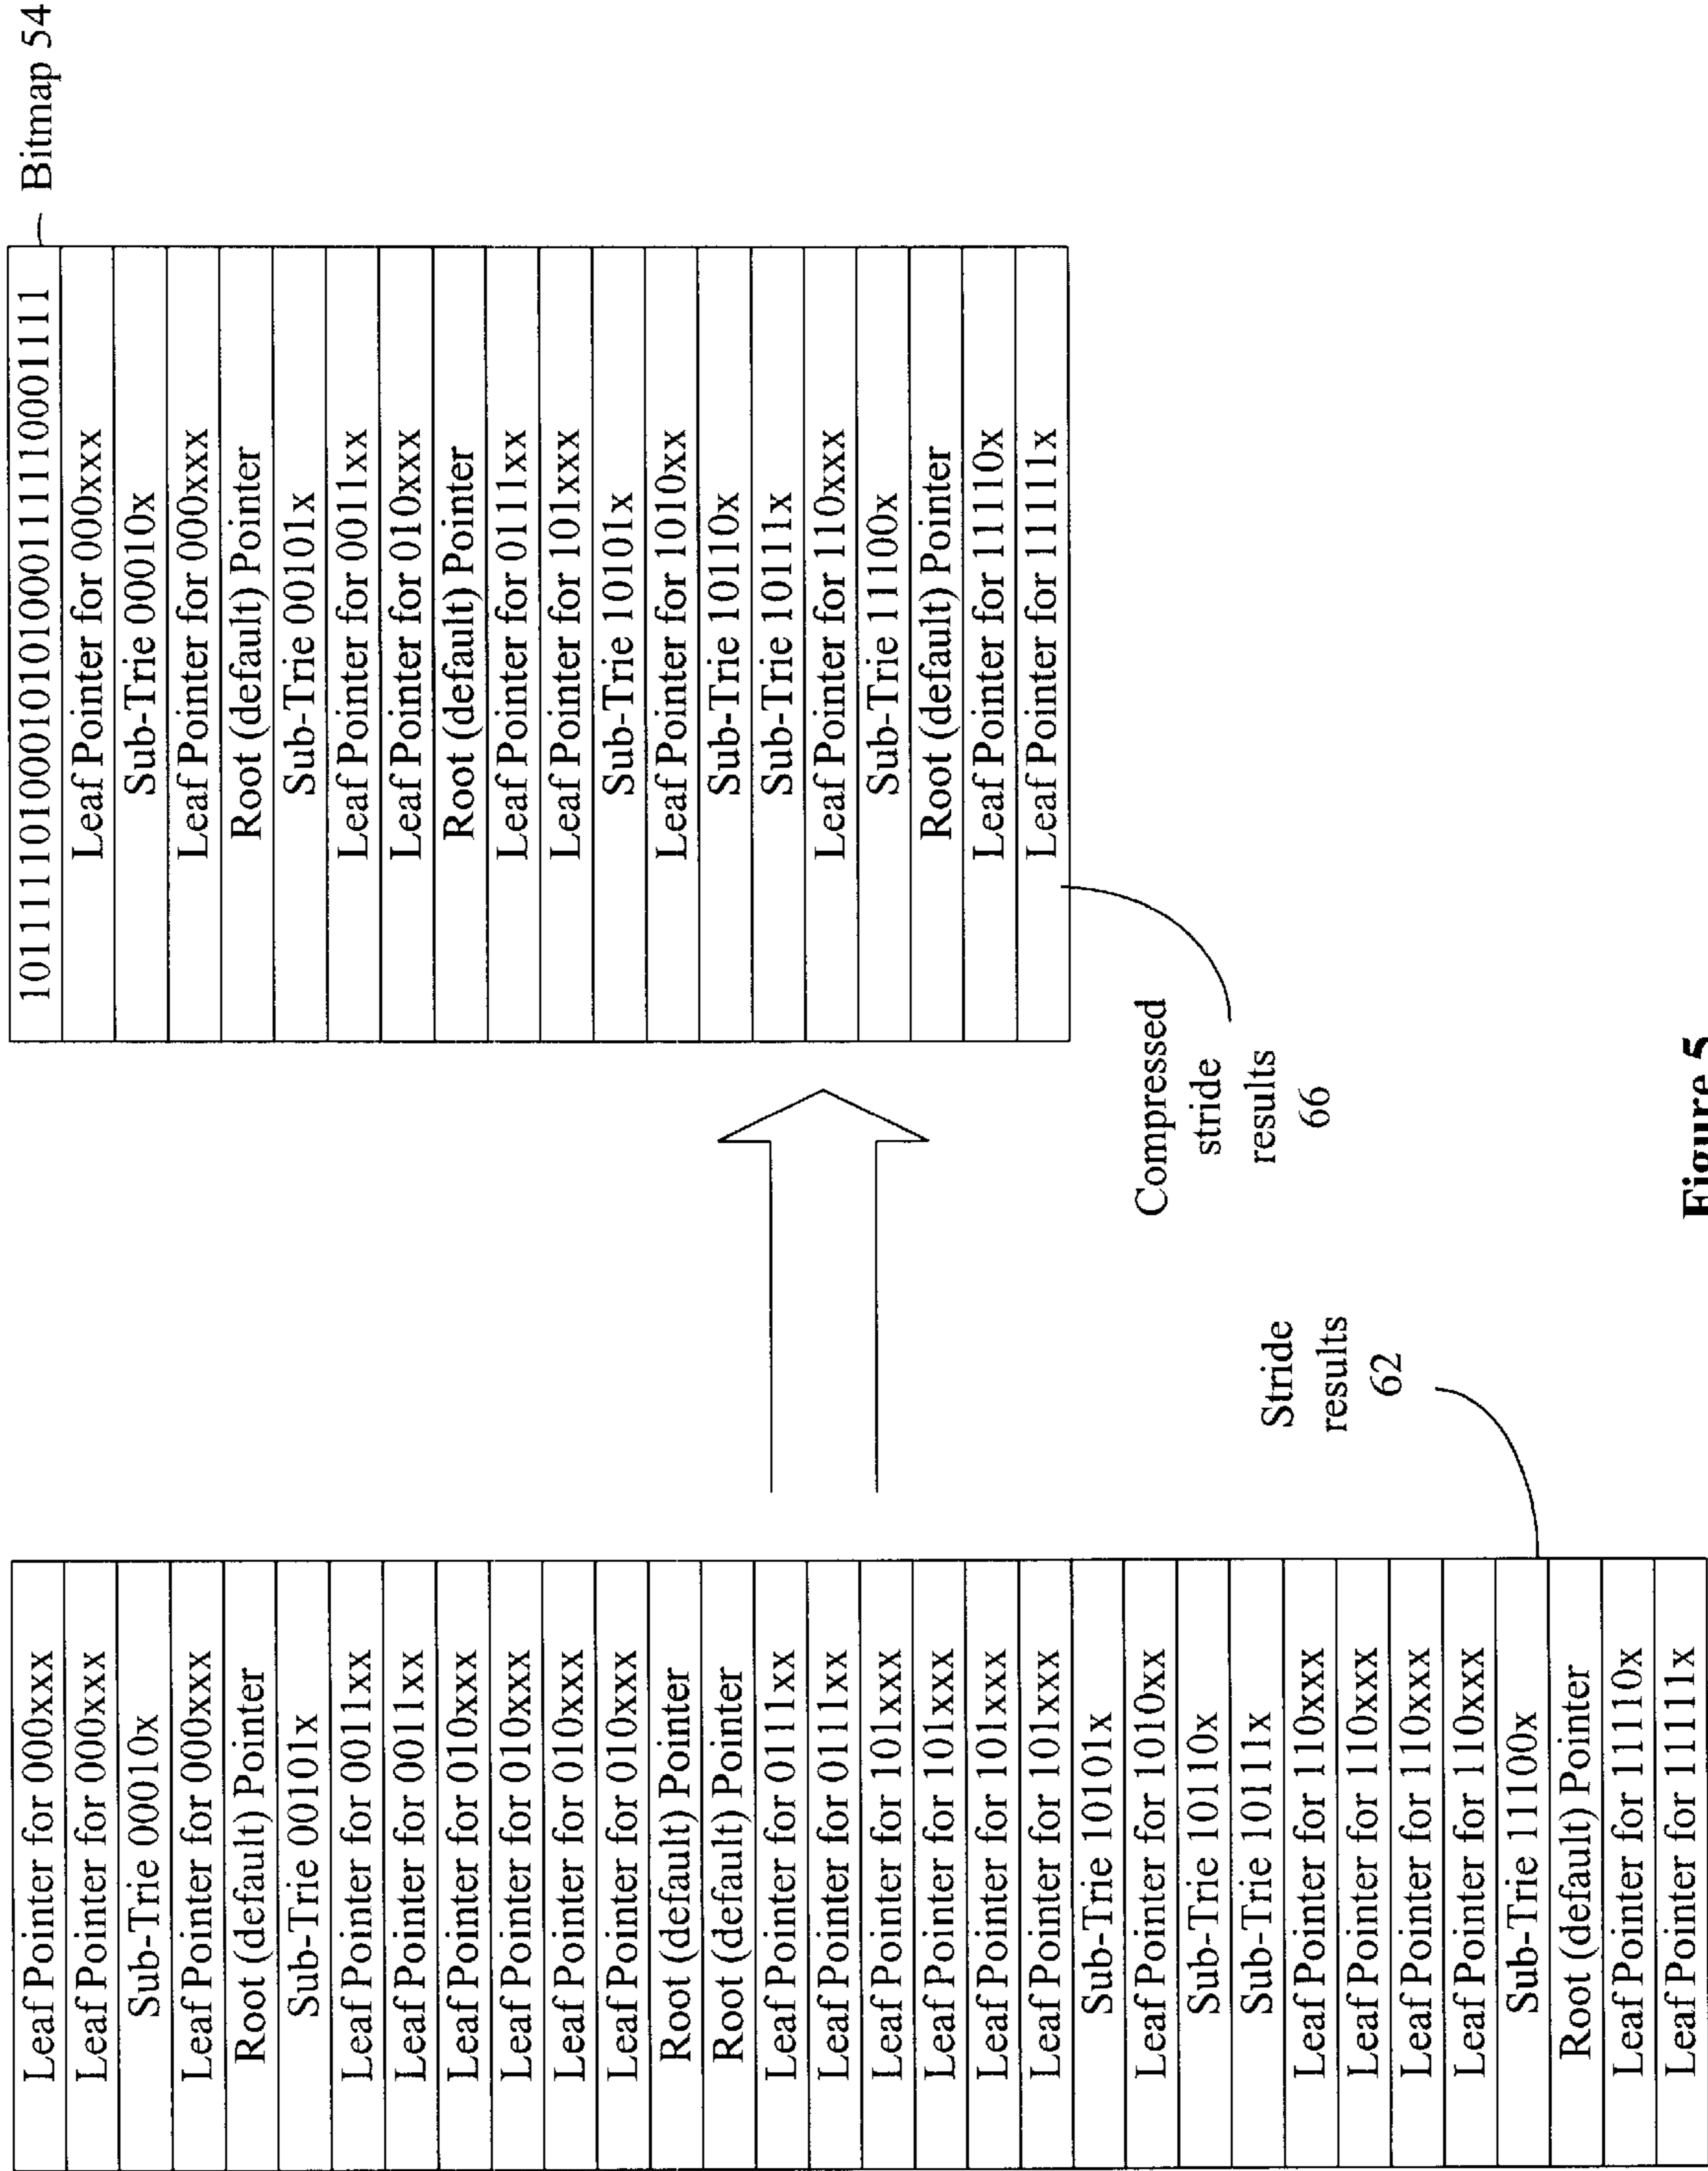 Leaf Pointer for 000xxx
Leaf Pointer for 000xxx
Sub-Trie 00010x
Leaf Pointer for 000xxx
Root (default) Pointer
Sub-Trie 00101x
Leaf Pointer for 0011xx
Leaf Pointer for 0011xx
Leaf Pointer for 010xxx
Leaf Pointer for 010xxx
Leaf Pointer for 010xxx
Leaf Pointer for 010xxx
Root (default) Pointer
Root (default) Pointer
Leaf Pointer for 0111xx
Leaf Pointer for 0111xx
Leaf Pointer for 101xxx
Leaf Pointer for 101xxx
Leaf Pointer for 101xxx
Leaf Pointer for 101xxx
Sub-Trie 10101x
Leaf Pointer for 1010xx
Sub-Trie 10110x
Sub-Trie 10111x
Leaf Pointer for 110xxx
Leaf Pointer for 110xxx
Leaf Pointer for 110xxx
Leaf Pointer for 110xxx
Sub-Trie 11100x
Root (default) Pointer
Leaf Pointer for 11110x
Leaf Pointer for 11111x
Stride
results
62
10111110100010101000111110001111
Bitmap 54
Leaf Pointer for 000xxx
Sub-Trie 00010x
Leaf Pointer for 000xxx
Root (default) Pointer
Sub-Trie 00101x
Leaf Pointer for 0011xx
Leaf Pointer for 010xxx
Root (default) Pointer
Leaf Pointer for 0111xx
Leaf Pointer for 101xxx
Sub-Trie 10101x
Leaf Pointer for 1010xx
Sub-Trie 10110x
Sub-Trie 10111x
Leaf Pointer for 110xxx
Sub-Trie 11100x
Root (default) Pointer
Leaf Pointer for 11110x
Leaf Pointer for 11111x
Compressed
stride
results
66
Figure 5